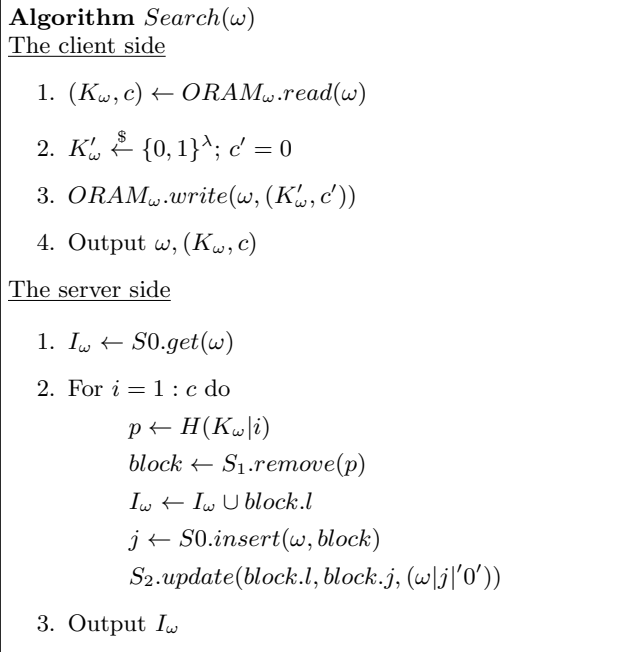 Algorithm Search(ω)
The client side
1. (K_ω, c) ← ORAM_ω.read(ω)
2. K′_ω ←$ {0, 1}^λ; c′ = 0
3. ORAM_ω.write(ω, (K′_ω, c′))
4. Output ω, (K_ω, c)
The server side
1. I_ω ← S0.get(ω)
2. For i = 1 : c do
p ← H(K_ω|i)
block ← S_1.remove(p)
I_ω ← I_ω ∪ block.l
j ← S0.insert(ω, block)
S_2.update(block.l, block.j, (ω|j|′0′))
3. Output I_ω